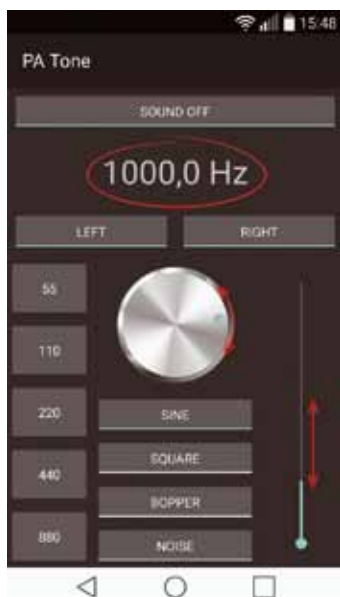 15:48
PA Tone
SOUND OFF
1000,0 Hz
LEFT RIGHT
55
110
220
440
880
SINE
SQUARE
BOPPER
NOISE